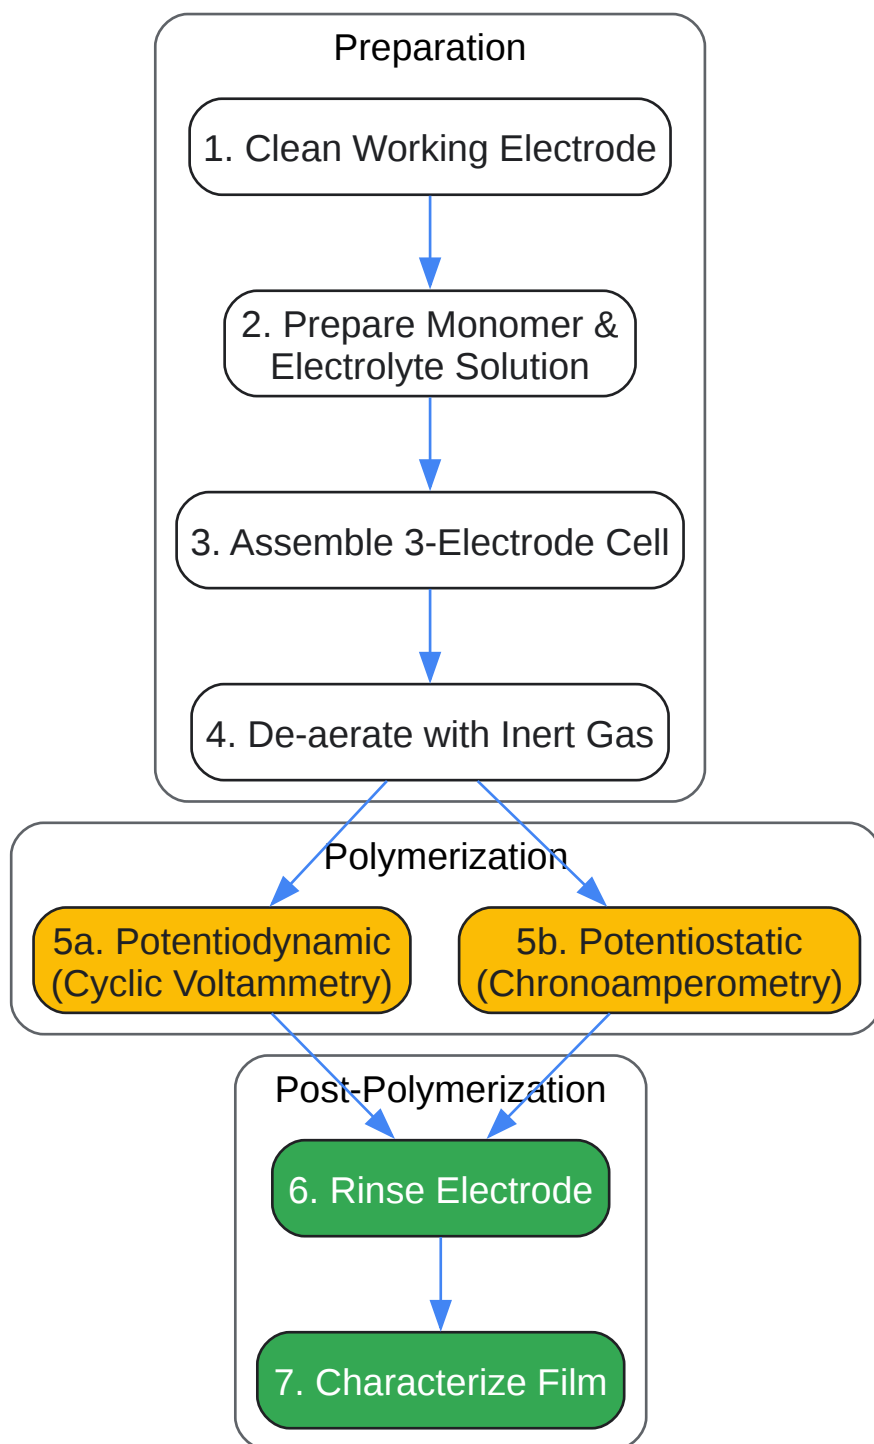 Preparation
1. Clean Working Electrode
2. Prepare Monomer &
Electrolyte Solution
3. Assemble 3-Electrode Cell
4. De-aerate with Inert Gas
Polymerization
5a. Potentiodynamic
(Cyclic Voltammetry)
5b. Potentiostatic
(Chronoamperometry)
Post-Polymerization
6. Rinse Electrode
7. Characterize Film